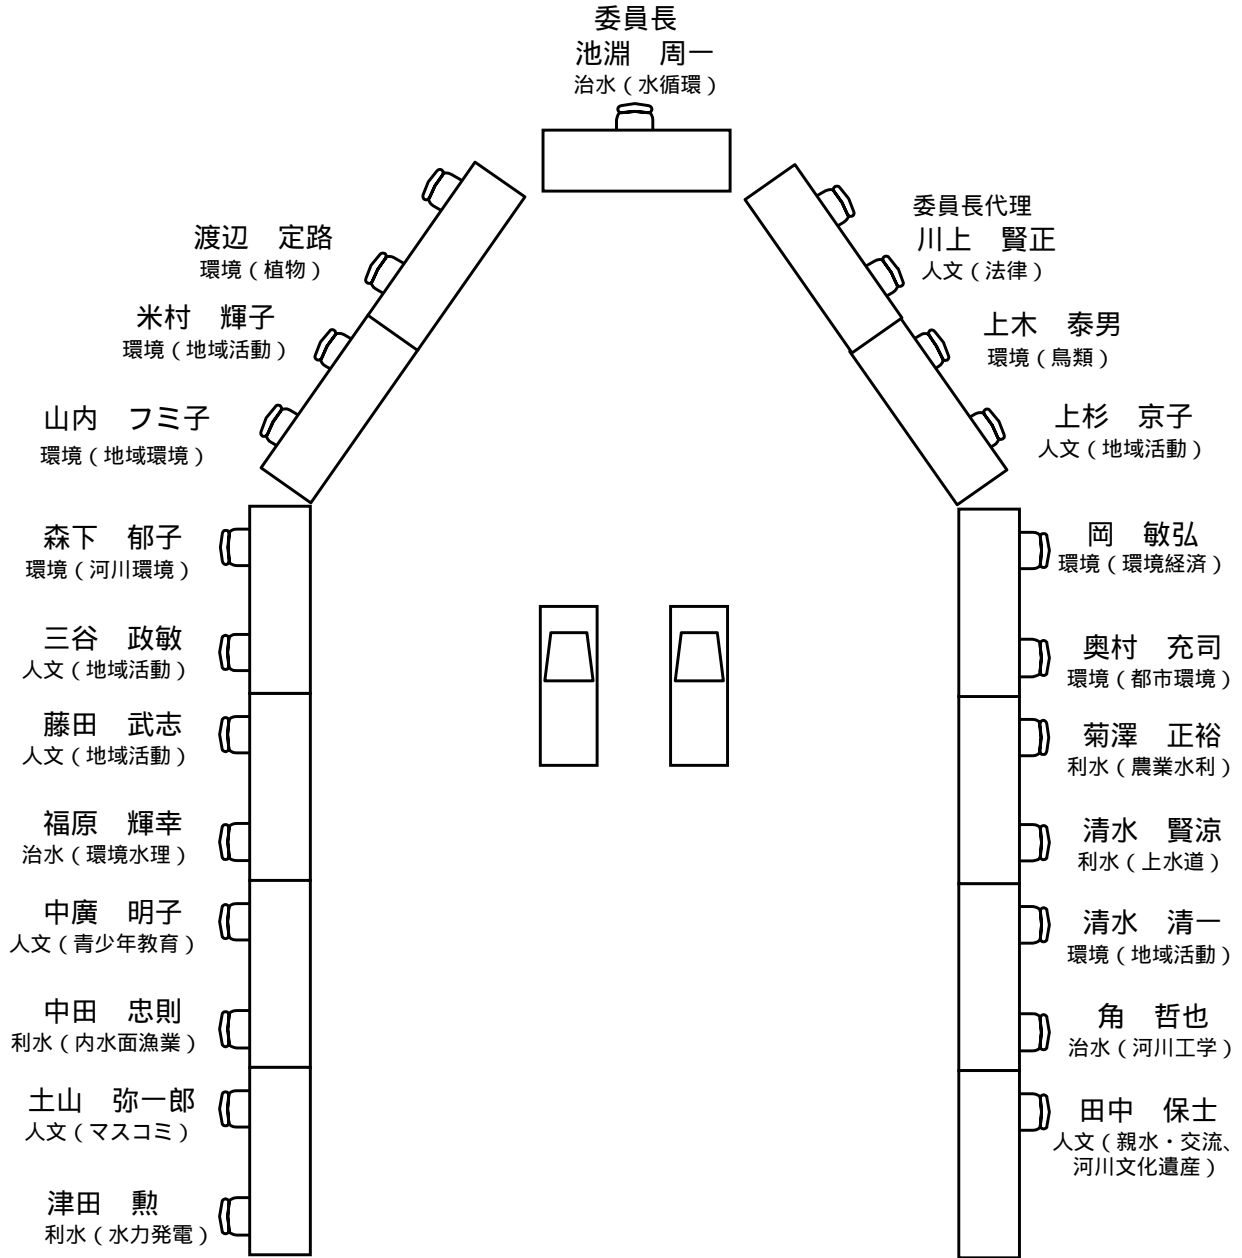 委員長
池淵　周一
治水（水循環）
渡辺　定路
環境（植物）
米村　輝子
環境（地域活動）
山内　フミ子
環境（地域環境）
森下　郁子
環境（河川環境）
三谷　政敏
人文（地域活動）
藤田　武志
人文（地域活動）
福原　輝幸
治水（環境水理）
中廣　明子
人文（青少年教育）
中田　忠則
利水（内水面漁業）
土山　弥一郎
人文（マスコミ）
津田　勲
利水（水力発電）
委員長代理
川上　賢正
人文（法律）
上木　泰男
環境（鳥類）
上杉　京子
人文（地域活動）
岡　敏弘
環境（環境経済）
奥村　充司
環境（都市環境）
菊澤　正裕
利水（農業水利）
清水　賢涼
利水（上水道）
清水　清一
環境（地域活動）
角　哲也
治水（河川工学）
田中　保士
人文（親水・交流、
河川文化遺産）